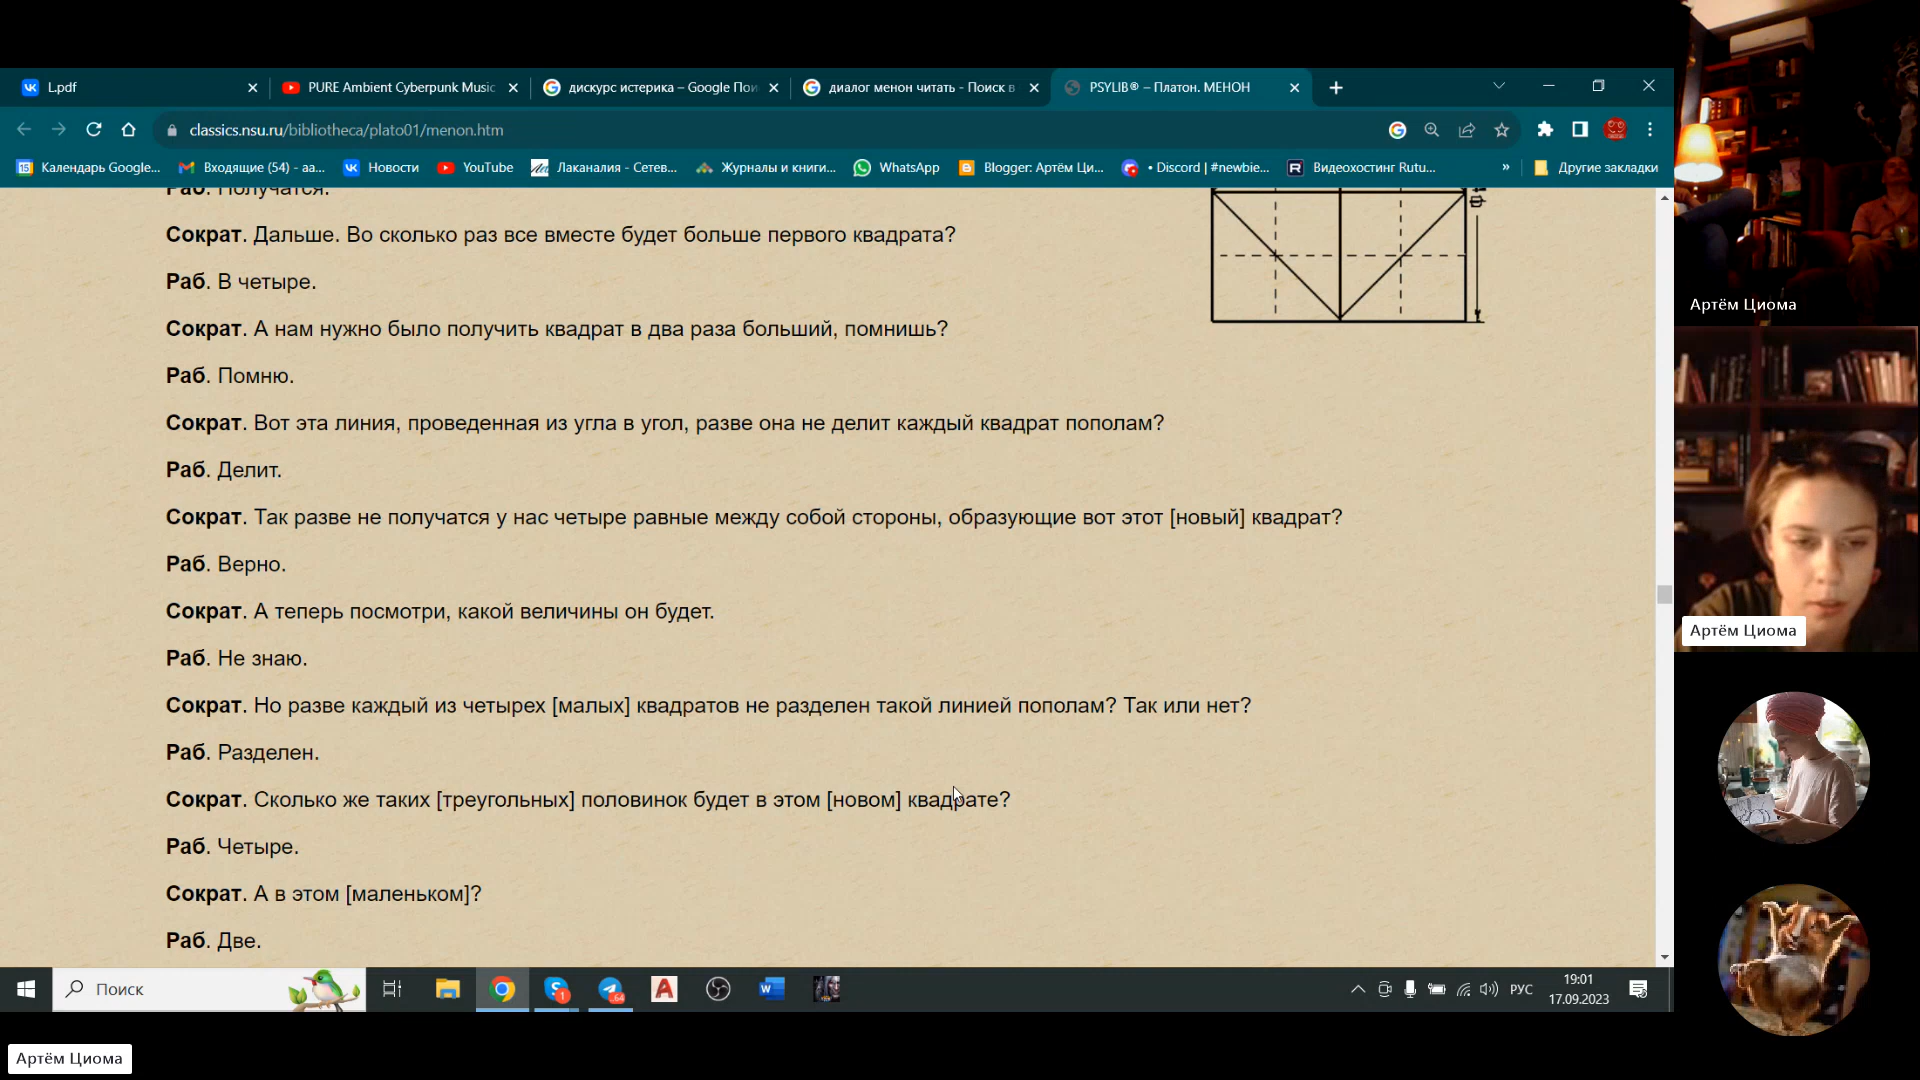 L.pdf
PURE Ambient Cyberpunk Music
дискурс истерика – Google Пои
диалог менон читать - Поиск в
PSYLIB® – Платон. МЕНОН
classics.nsu.ru/bibliotheca/plato01/menon.htm
Календарь Google...
Входящие (54) - aa...
Новости
YouTube
Лаканалия - Сетев...
Журналы и книги...
WhatsApp
Blogger: Артём Ци...
• Discord | #newbie...
Видеохостинг Rutu...
»
Другие закладки
Раб. Получатся.
Сократ. Дальше. Во сколько раз все вместе будет больше первого квадрата?
Раб. В четыре.
Сократ. А нам нужно было получить квадрат в два раза больший, помнишь?
Раб. Помню.
Сократ. Вот эта линия, проведенная из угла в угол, разве она не делит каждый квадрат пополам?
Раб. Делит.
Сократ. Так разве не получатся у нас четыре равные между собой стороны, образующие вот этот [новый] квадрат?
Раб. Верно.
Сократ. А теперь посмотри, какой величины он будет.
Раб. Не знаю.
Сократ. Но разве каждый из четырех [малых] квадратов не разделен такой линией пополам? Так или нет?
Раб. Разделен.
Сократ. Сколько же таких [треугольных] половинок будет в этом [новом] квадрате?
Раб. Четыре.
Сократ. А в этом [маленьком]?
Раб. Две.
Поиск
РУС
19:01
17.09.2023
Артём Циома
Артём Циома
Артём Циома